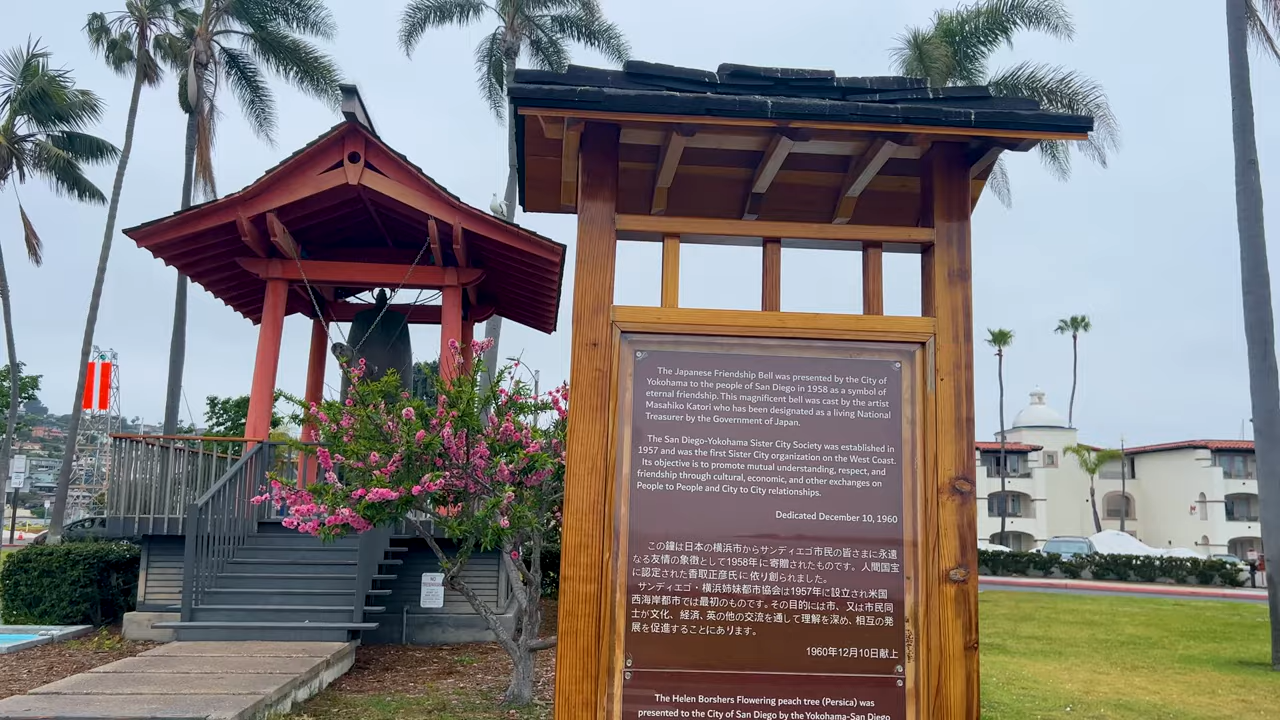 The Japanese Friendship Bell was presented by the City of
Yokohama to the people of San Diego in 1958 as a symbol of
eternal friendship. This magnificent bell was cast by the artist
Masahiko Katori who has been designated as a living National
Treasurer by the Government of Japan.
The San Diego-Yokohama Sister City Society was established in
1957 and was the first Sister City organization on the West Coast.
Its objective is to promote mutual understanding, respect, and
friendship through cultural, economic, and other exchanges on
People to People and City to City relationships.
Dedicated December 10, 1960
この鐘は日本の横浜市からサンディエゴ市民の皆さまに永遠
なる友情の象徴として1958年に寄贈されたものです。人間国宝
に認定された香取正彦氏に依り創られました。
サンディエゴ・横浜姉妹都市協会は1957年に設立され米国
西海岸都市では最初のものです。その目的には市、又は市民同
士が文化、経済、英の他の交流を通して理解を深め、相互の発
展を促進することにあります。
1960年12月10日献上
The Helen Borshers Flowering peach tree (Persica) was
presented to the City of San Diego by the Yokohama-San Diego